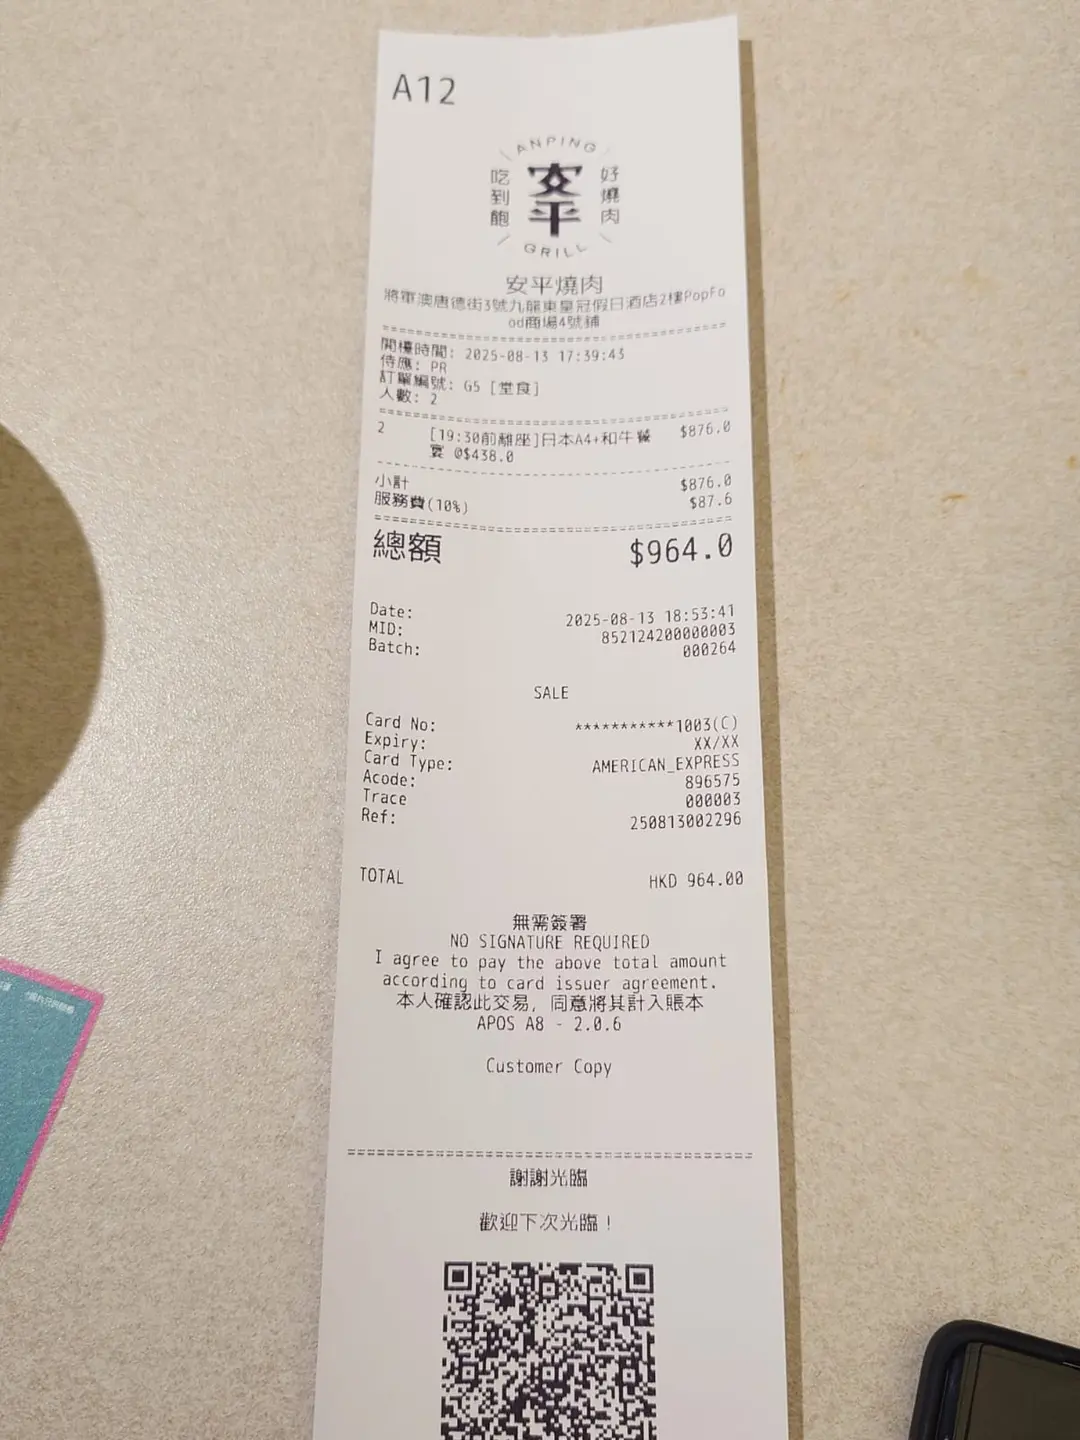 A12
ANPING
吃到飽
安平
好燒肉
GRILL
安平燒肉
將軍澳唐德街3號九龍東皇冠假日酒店2樓PopFo
od商場4號鋪
開檯時間: 2025-08-13 17:39:43
侍應: PR
訂單編號: G5 [堂食]
人數: 2
2 [19:30前離座]日本A4+和牛饗 $876.0
宴 @$438.0
小計 $876.0
服務費(10%) $87.6
總額 $964.0
Date: 2025-08-13 18:53:41
MID: 852124200000003
Batch: 000264
SALE
Card No: ***********1003(C)
Expiry: XX/XX
Card Type: AMERICAN_EXPRESS
Acode: 896575
Trace 000003
Ref: 250813002296
TOTAL HKD 964.00
無需簽署
NO SIGNATURE REQUIRED
I agree to pay the above total amount
according to card issuer agreement.
本人確認此交易, 同意將其計入賬本
APOS A8 - 2.0.6
Customer Copy
謝謝光臨
歡迎下次光臨！